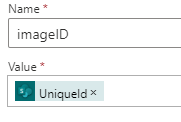 Name *
imageID
Value *
UniqueId ×